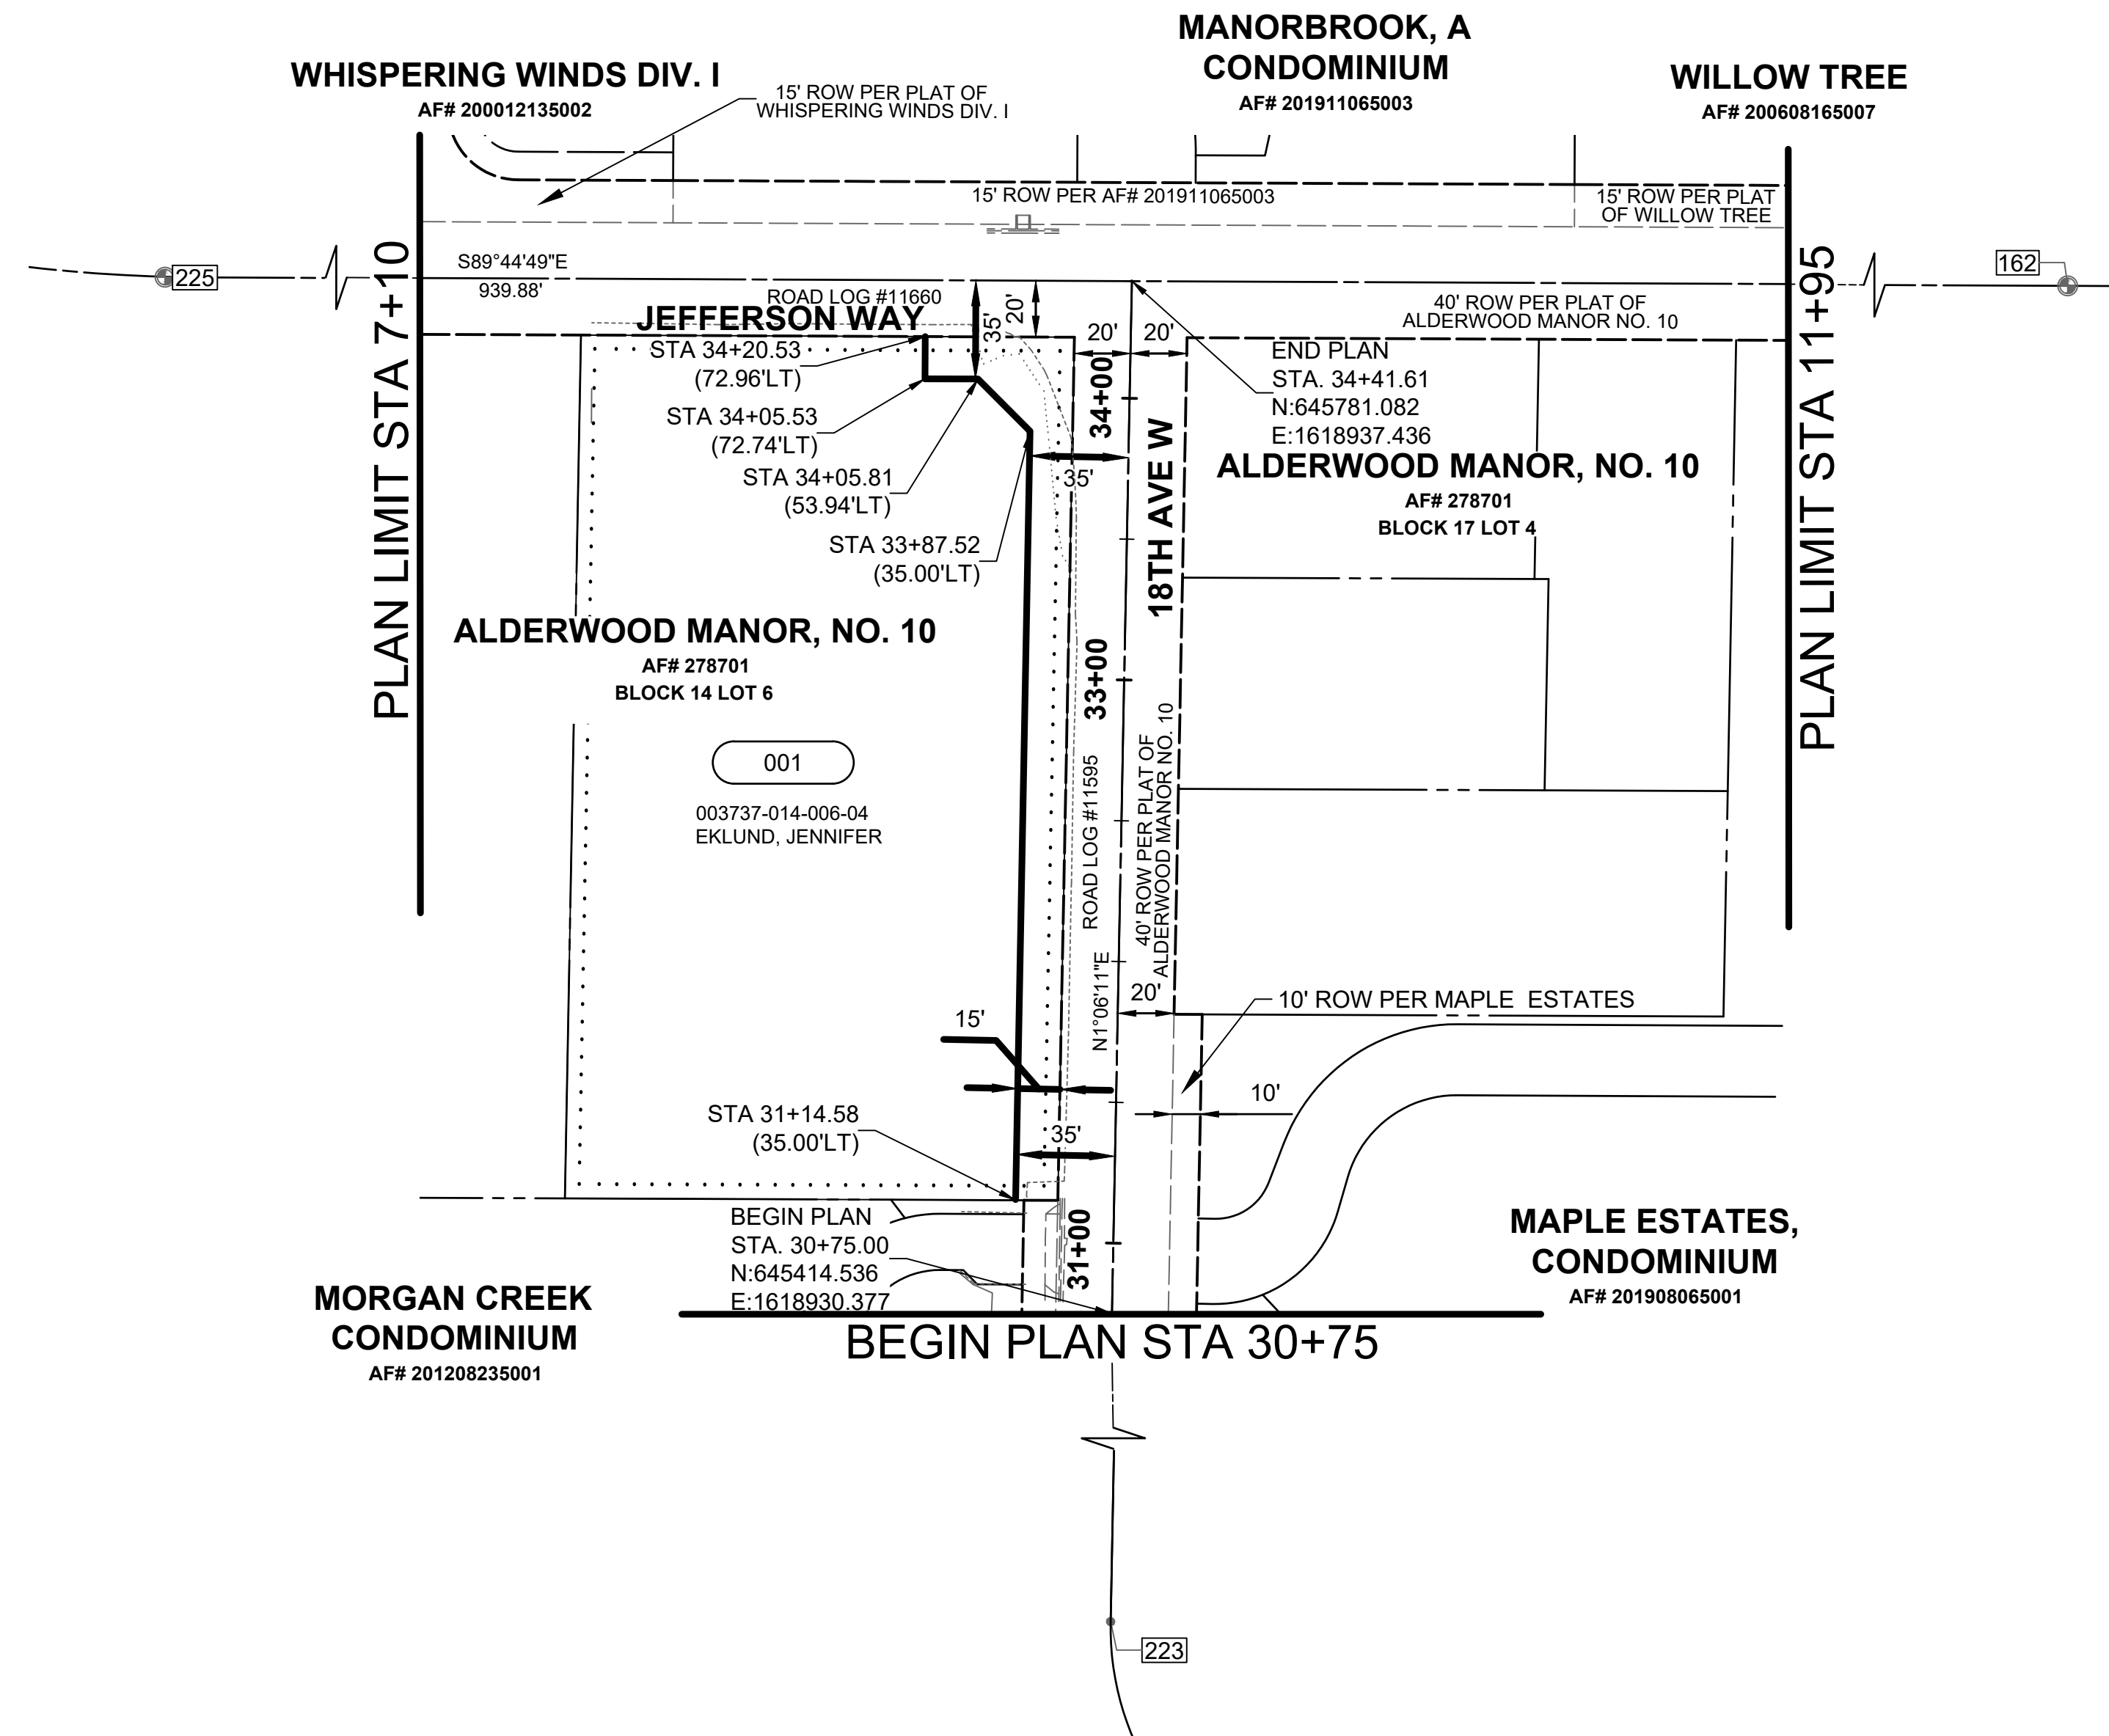 MANORBROOK, A
CONDOMINIUM
AF# 201911065003
WHISPERING WINDS DIV. I
AF# 200012135002
15' ROW PER PLAT OF
WHISPERING WINDS DIV. I
WILLOW TREE
AF# 200608165007
15' ROW PER AF# 201911065003
15' ROW PER PLAT
OF WILLOW TREE
PLAN LIMIT STA 7+10
PLAN LIMIT STA 11+95
225
S89°44'49"E
939.88'
162
ROAD LOG #11660
JEFFERSON WAY
35'
20'
20'
20'
40' ROW PER PLAT OF
ALDERWOOD MANOR NO. 10
STA 34+20.53
(72.96'LT)
END PLAN
STA. 34+41.61
N:645781.082
E:1618937.436
34+00
STA 34+05.53
(72.74'LT)
STA 34+05.81
(53.94'LT)
35'
18TH AVE W
ALDERWOOD MANOR, NO. 10
AF# 278701
BLOCK 17 LOT 4
STA 33+87.52
(35.00'LT)
ALDERWOOD MANOR, NO. 10
AF# 278701
BLOCK 14 LOT 6
33+00
001
003737-014-006-04
EKLUND, JENNIFER
ROAD LOG #11595
40' ROW PER PLAT OF
ALDERWOOD MANOR NO. 10
N1°06'11"E
20'
10' ROW PER MAPLE ESTATES
15'
10'
STA 31+14.58
(35.00'LT)
35'
BEGIN PLAN
STA. 30+75.00
N:645414.536
E:1618930.377
31+00
MAPLE ESTATES,
CONDOMINIUM
AF# 201908065001
MORGAN CREEK
CONDOMINIUM
AF# 201208235001
BEGIN PLAN STA 30+75
223